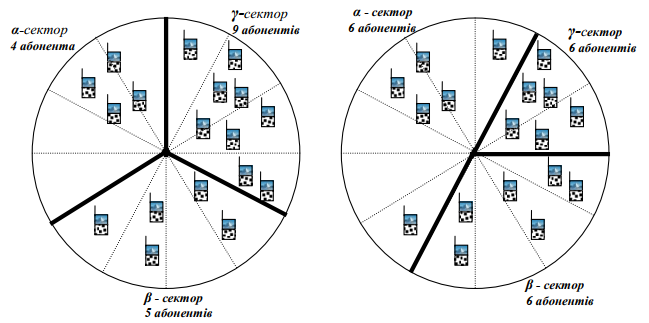 α-сектор
4 абонента
γ-сектор
9 абонентів
β - сектор
5 абонентів
α - сектор
6 абонентів
γ-сектор
6 абонентів
β - сектор
6 абонентів